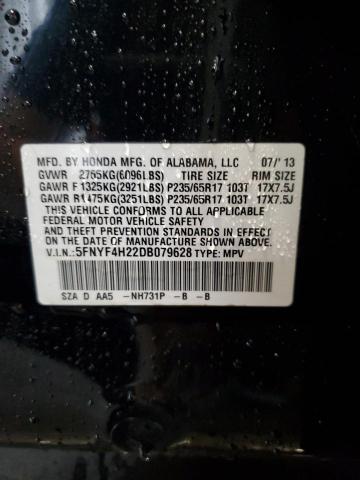 MFD. BY HONDA MFG. OF ALABAMA, LLC 07/'13
GVWR 2765KG(6096LBS) TIRE SIZE RIM SIZE
GAWR F 1325KG(2921LBS) P235/65R17 103T 17X7.5J
GAWR R1475KG(3251LBS) P235/65R17 103T 17X7.5J
THIS VEHICLE CONFORMS TO ALL APPLICABLE
FEDERAL MOTOR VEHICLE SAFETY
AND THEFT PREVENTION STANDARDS IN EFFECT
ON THE DATE OF MANUFACTURE SHOWN ABOVE.
V.I.N.:5FNYF4H22DB079628 TYPE: MPV
SZA D AA5 -NH731P -B -B